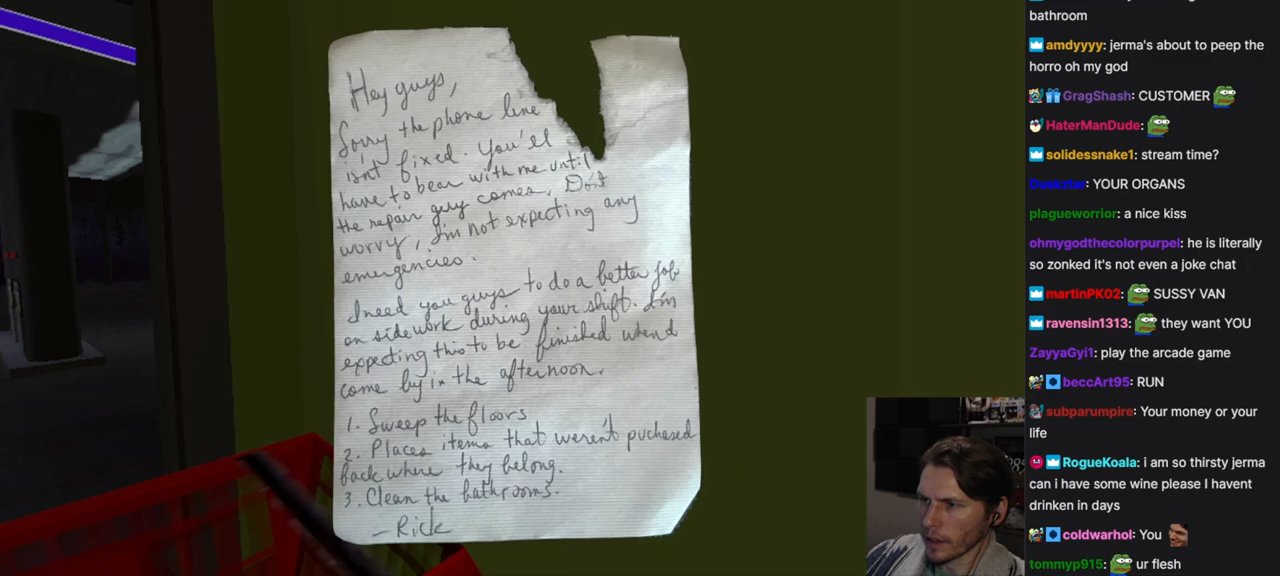 Hey guys,
Sorry the phone line
isn't fixed. You'll
have to bear with me until
the repair guy comes. Don't
worry, I'm not expecting any
emergencies.
I need you guys to do a better job
on sidework during your shift. I'm
expecting this to be finished when I
come by in the afternoon.
1. Sweep the floors
2. Places items that weren't puchased
back where they belong.
3. Clean the bathrooms.
-Rick
bathroom
amdyyyy: jerma's about to peep the
horro oh my god
GragShash: CUSTOMER
HaterManDude:
solidessnake1: stream time?
YOUR ORGANS
plagueworrior: a nice kiss
ohmygodthecolorpurpel: he is literally
so zonked it's not even a joke chat
martinPK02: SUSSY VAN
ravensin1313: they want YOU
ZayyaGyi1: play the arcade game
beccArt95: RUN
subparumpire: Your money or your
life
RogueKoala: i am so thirsty jerma
can i have some wine please I havent
drinken in days
coldwarhol: You
tommyp915: ur flesh